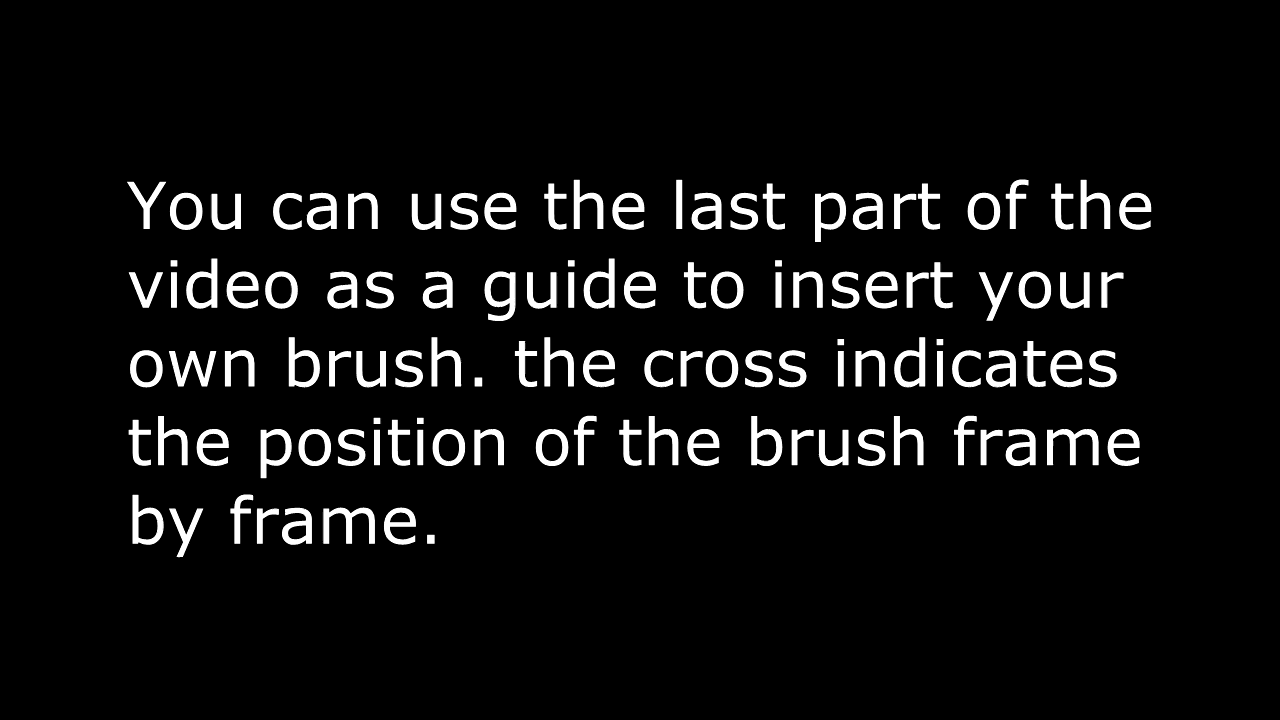 You can use the last part of the
video as a guide to insert your
own brush. the cross indicates
the position of the brush frame
by frame.